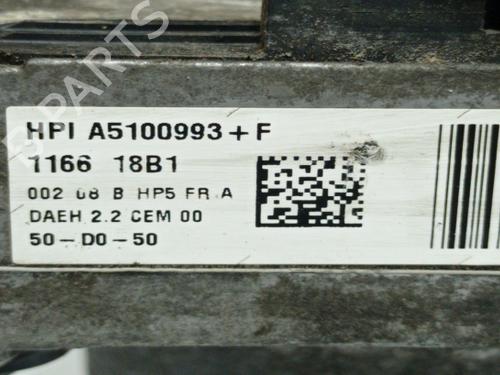 B PARTS
HPI A5100993+F
1166 18B1
002 08 B HP5 FR.A
DAEH 2.2 CEM 00
50-D0-50